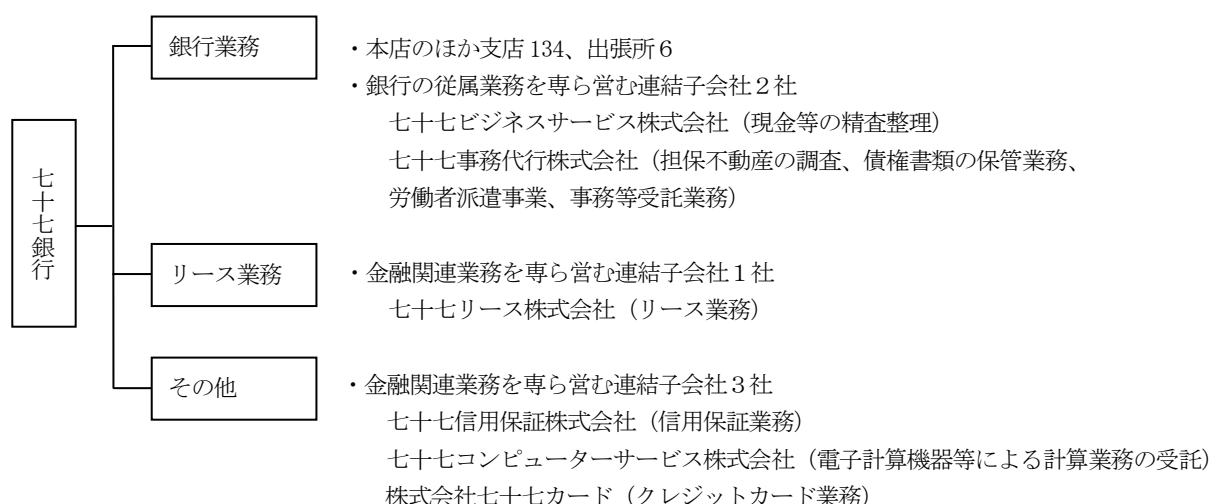 七十七銀行
銀行業務
・本店のほか支店 134、出張所6
・銀行の従属業務を専ら営む連結子会社2社
七十七ビジネスサービス株式会社（現金等の精査整理）
七十七事務代行株式会社（担保不動産の調査、債権書類の保管業務、
労働者派遣事業、事務等受託業務）
リース業務
・金融関連業務を専ら営む連結子会社1社
七十七リース株式会社（リース業務）
その他
・金融関連業務を専ら営む連結子会社3社
七十七信用保証株式会社（信用保証業務）
七十七コンピューターサービス株式会社（電子計算機器等による計算業務の受託）
株式会社七十七カード（クレジットカード業務）